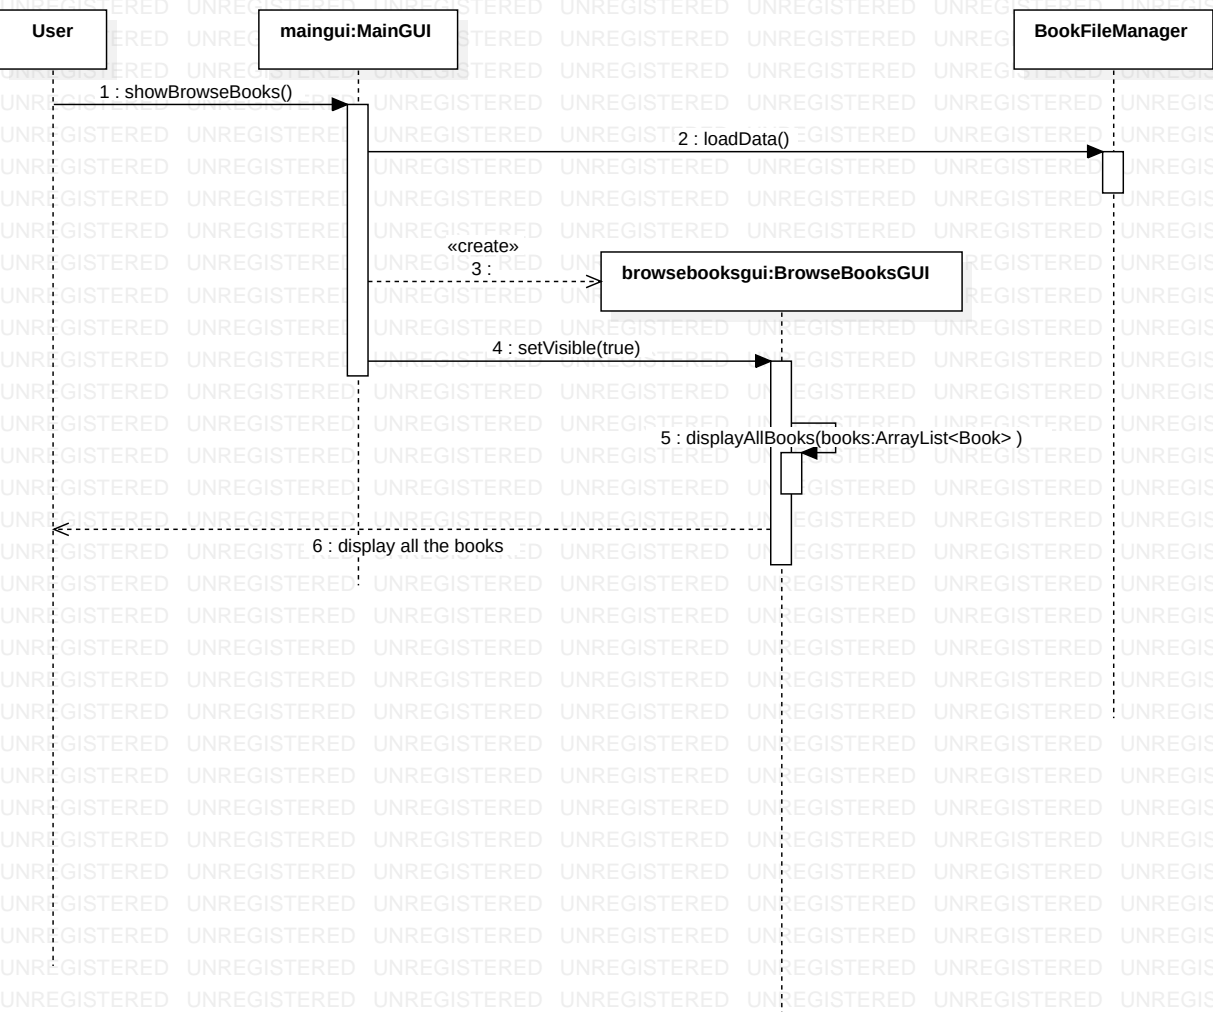 User
maingui:MainGUI
BookFileManager
1 : showBrowseBooks()
2 : loadData()
«create»
3 :
browsebooksgui:BrowseBooksGUI
4 : setVisible(true)
5 : displayAllBooks(books:ArrayList<Book> )
6 : display all the books
UNREGISTERED